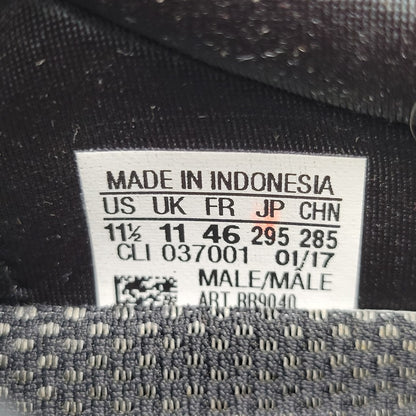 MADE IN INDONESIA
US UK FR JP CHN
11½ 11 46 295 285
CLI 037001 01/17
MALE/MÂLE
ART BB9040